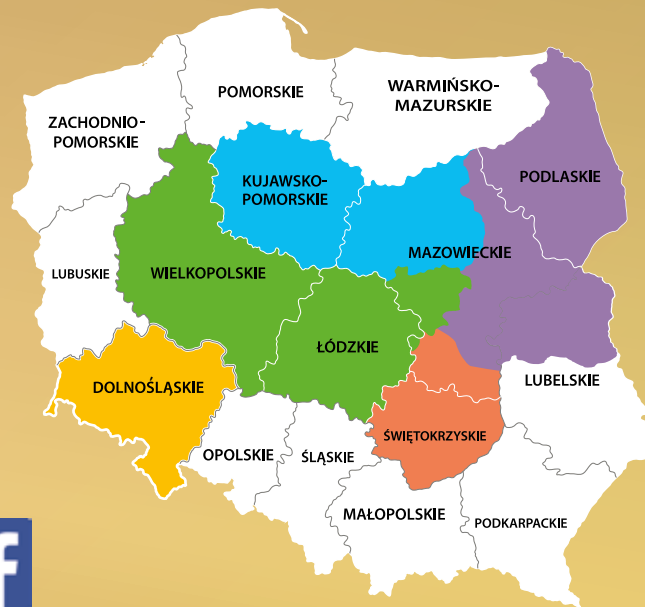 POMORSKIE
WARMIŃSKO-
MAZURSKIE
ZACHODNIO-
POMORSKIE
KUJAWSKO-
POMORSKIE
PODLASKIE
MAZOWIECKIE
LUBUSKIE
WIELKOPOLSKIE
ŁÓDZKIE
DOLNOŚLĄSKIE
LUBELSKIE
ŚWIĘTOKRZYSKIE
OPOLSKIE
ŚLĄSKIE
MAŁOPOLSKIE
PODKARPACKIE
f